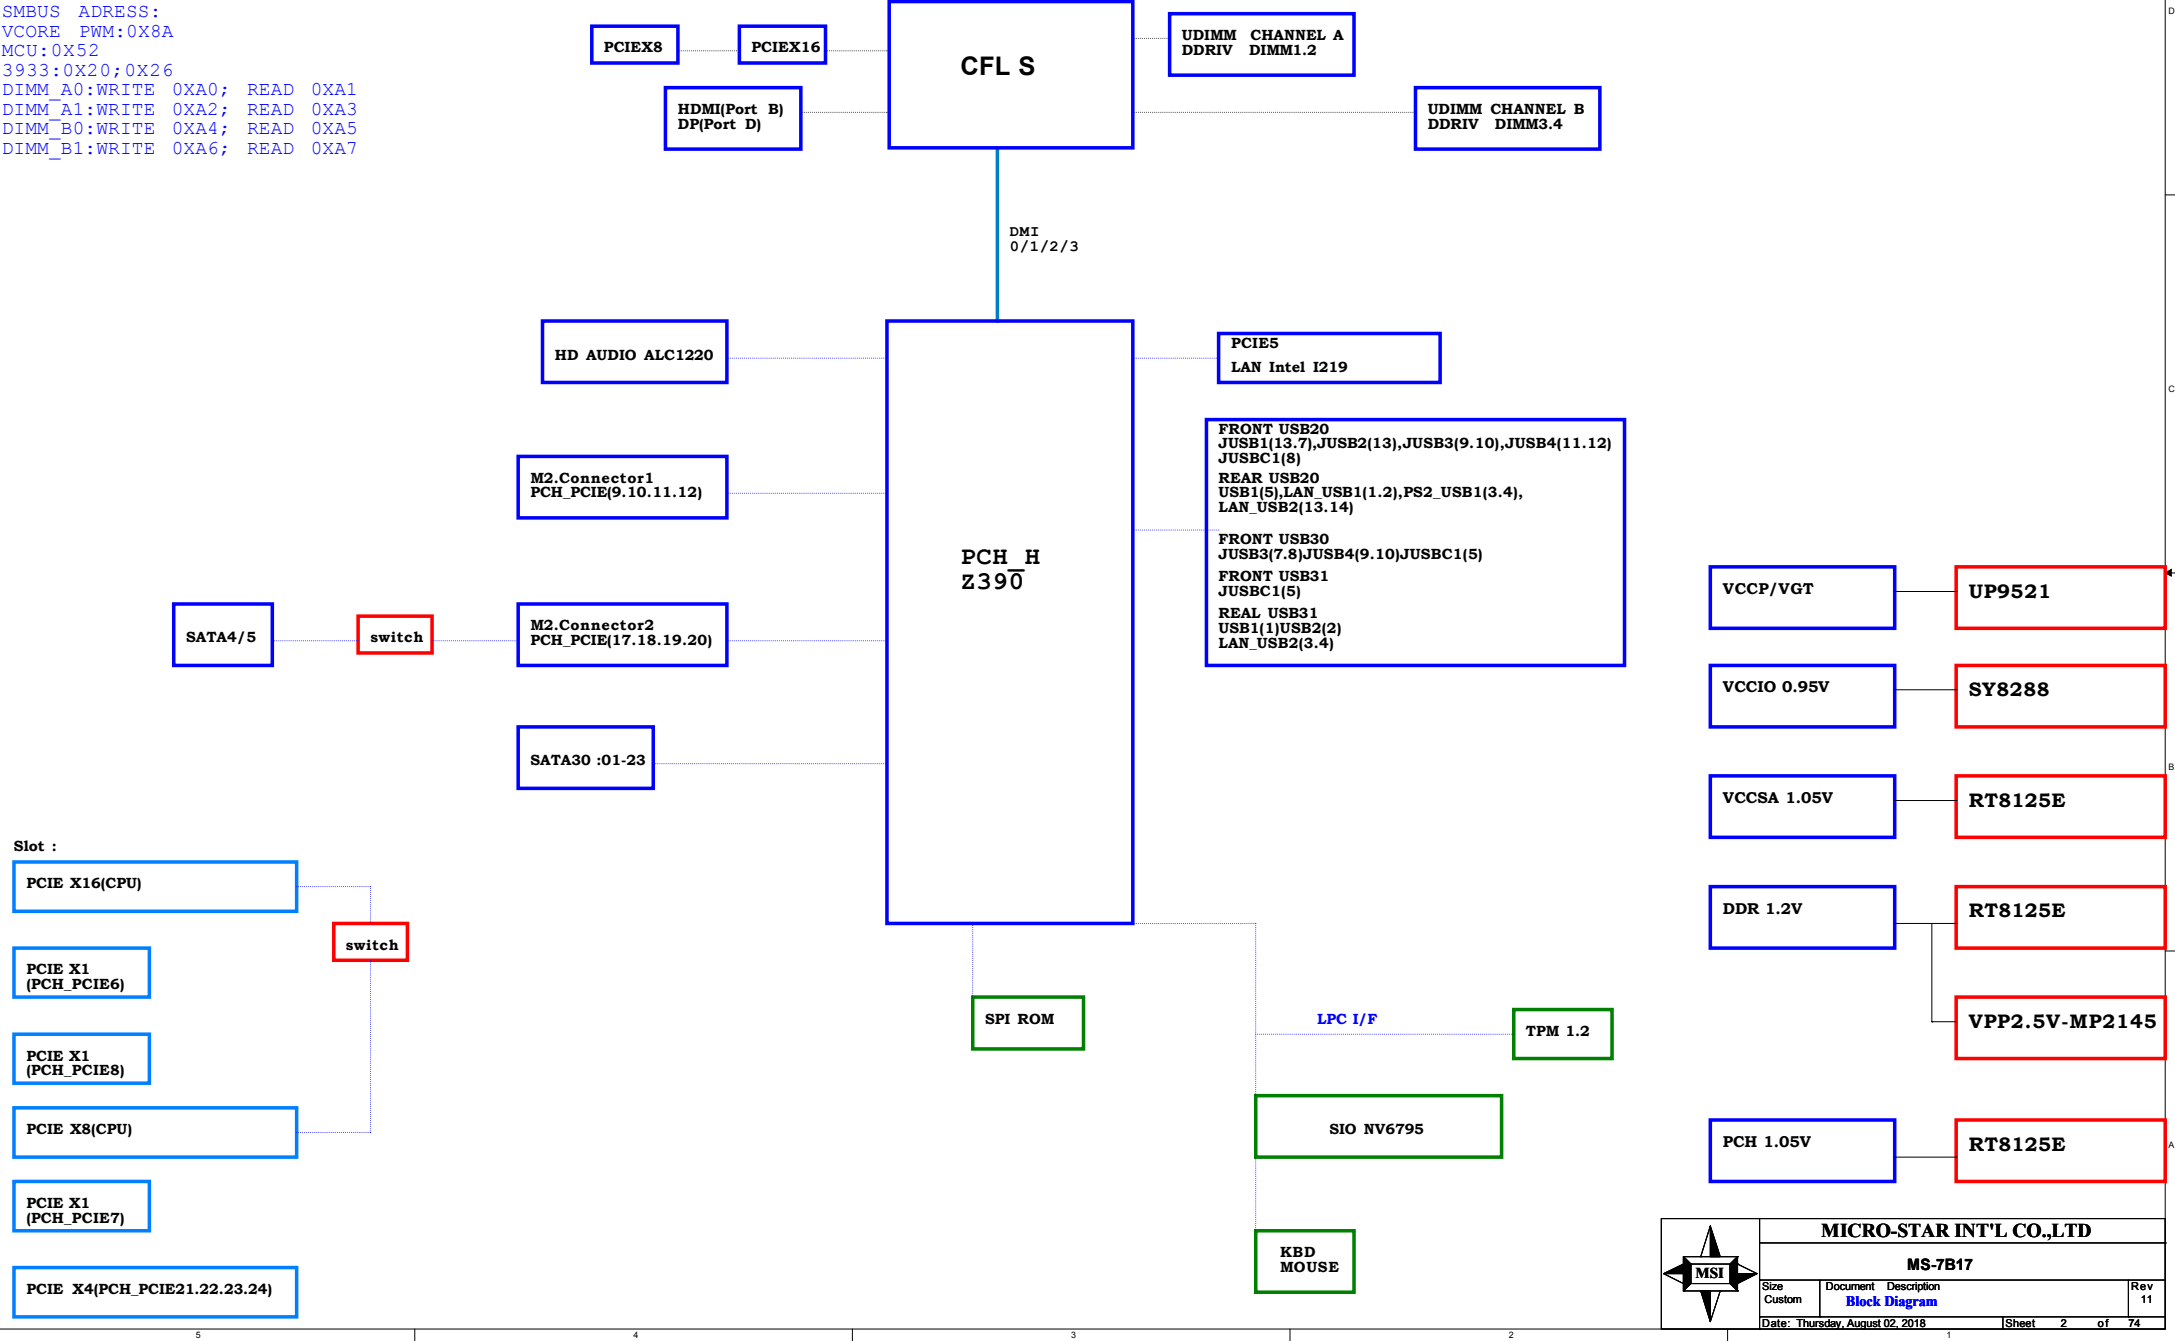 SMBUS ADRESS:
VCORE PWM:0X8A
MCU:0X52
3933:0X20;0X26
DIMM_A0:WRITE 0XA0; READ 0XA1
DIMM_A1:WRITE 0XA2; READ 0XA3
DIMM_B0:WRITE 0XA4; READ 0XA5
DIMM_B1:WRITE 0XA6; READ 0XA7
PCIEX8
PCIEX16
HDMI(Port B)
DP(Port D)
CFL S
UDIMM CHANNEL A
DDRIV DIMM1.2
UDIMM CHANNEL B
DDRIV DIMM3.4
DMI
0/1/2/3
HD AUDIO ALC1220
M2.Connector1
PCH_PCIE(9.10.11.12)
SATA4/5
switch
M2.Connector2
PCH_PCIE(17.18.19.20)
SATA30 :01-23
PCH_H
Z390
PCIE5
LAN Intel I219
FRONT USB20
JUSB1(13.7),JUSB2(13),JUSB3(9.10),JUSB4(11.12)
JUSBC1(8)
REAR USB20
USB1(5),LAN_USB1(1.2),PS2_USB1(3.4),
LAN_USB2(13.14)
FRONT USB30
JUSB3(7.8)JUSB4(9.10)JUSBC1(5)
FRONT USB31
JUSBC1(5)
REAL USB31
USB1(1)USB2(2)
LAN_USB2(3.4)
VCCP/VGT
UP9521
VCCIO 0.95V
SY8288
VCCSA 1.05V
RT8125E
DDR 1.2V
RT8125E
VPP2.5V-MP2145
PCH 1.05V
RT8125E
Slot :
PCIE X16(CPU)
switch
PCIE X1
(PCH_PCIE6)
PCIE X1
(PCH_PCIE8)
PCIE X8(CPU)
PCIE X1
(PCH_PCIE7)
PCIE X4(PCH_PCIE21.22.23.24)
SPI ROM
LPC I/F
TPM 1.2
SIO NV6795
KBD
MOUSE
MSI
MICRO-STAR INT'L CO.,LTD
MS-7B17
Size
Custom
Document Description
Block Diagram
Rev
11
Date: Thursday, August 02, 2018
Sheet 2 of 74
D
C
B
A
5
4
3
2
1